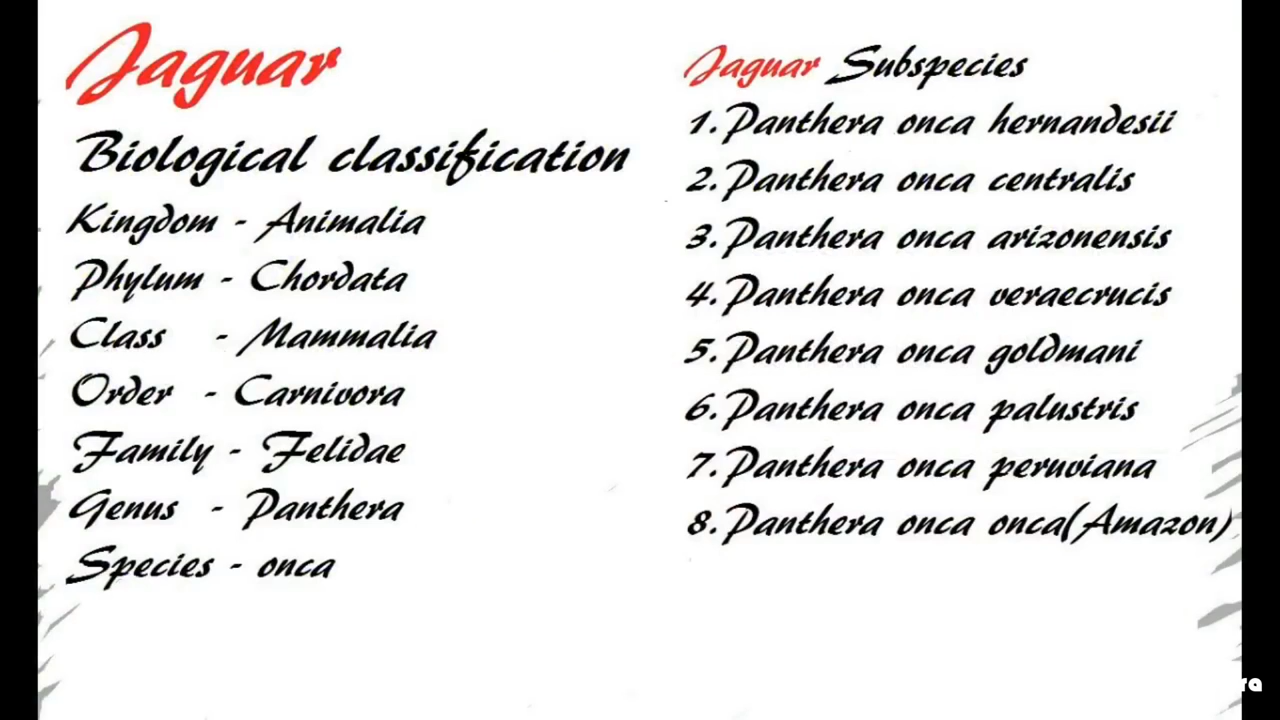 Jaguar
Biological classification
Kingdom - Animalia
Phylum - Chordata
Class - Mammalia
Order - Carnivora
Family - Felidae
Genus - Panthera
Species - onca
Jaguar Subspecies
1. Panthera onca hernandesii
2. Panthera onca centralis
3. Panthera onca arizonensis
4. Panthera onca veraecrucis
5. Panthera onca goldmani
6. Panthera onca palustris
7. Panthera onca peruviana
8. Panthera onca onca(Amazon)